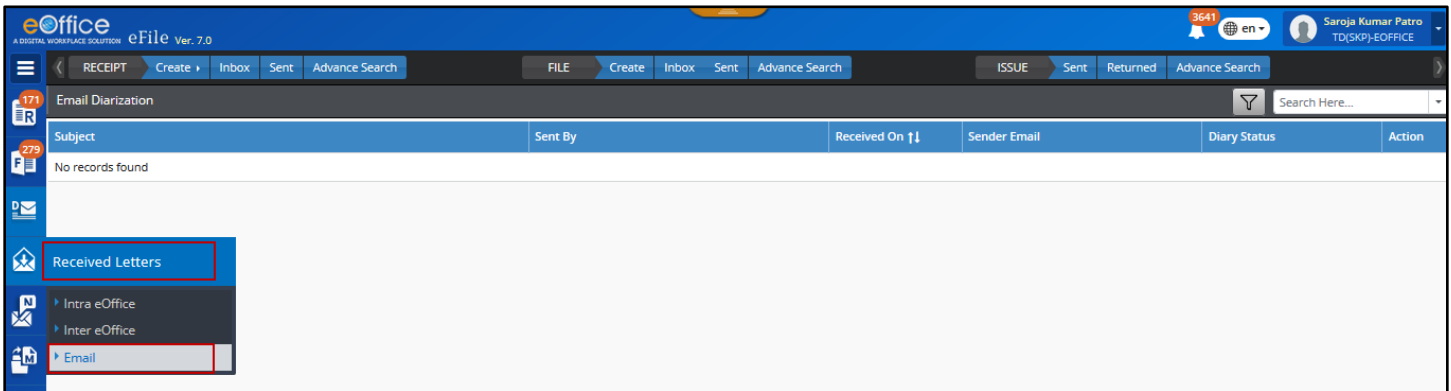 eOffice
A DIGITAL WORKPLACE SOLUTION eFile Ver. 7.0
3641
en
Saroja Kumar Patro
TD(SKP)-EOFFICE
RECEIPT Create Inbox Sent Advance Search FILE Create Inbox Sent Advance Search ISSUE Sent Returned Advance Search
171
R
Email Diarization Search Here...
Subject Sent By Received On Sender Email Diary Status Action
279
F
No records found
D
Received Letters
N
Intra eOffice
Inter eOffice
M
Email